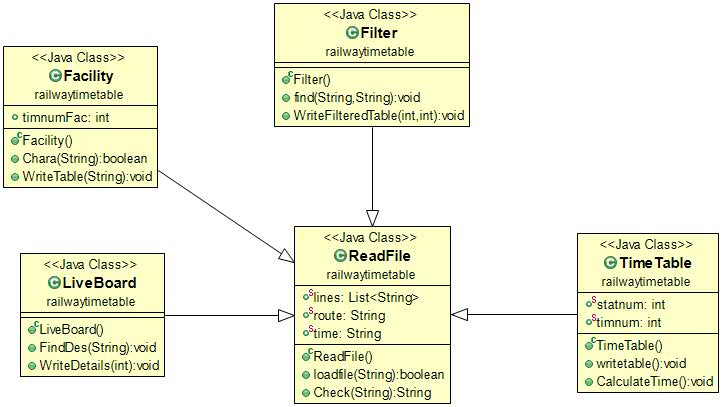 <<Java Class>>
Filter
railwaytimetable
Filter()
find(String,String):void
WriteFilteredTable(int,int):void
<<Java Class>>
Facility
railwaytimetable
timnumFac: int
Facility()
Chara(String):boolean
WriteTable(String):void
<<Java Class>>
LiveBoard
railwaytimetable
LiveBoard()
FindDes(String):void
WriteDetails(int):void
<<Java Class>>
ReadFile
railwaytimetable
lines: List<String>
route: String
time: String
ReadFile()
loadfile(String):boolean
Check(String):String
<<Java Class>>
TimeTable
railwaytimetable
statnum: int
timnum: int
TimeTable()
writetable():void
CalculateTime():void